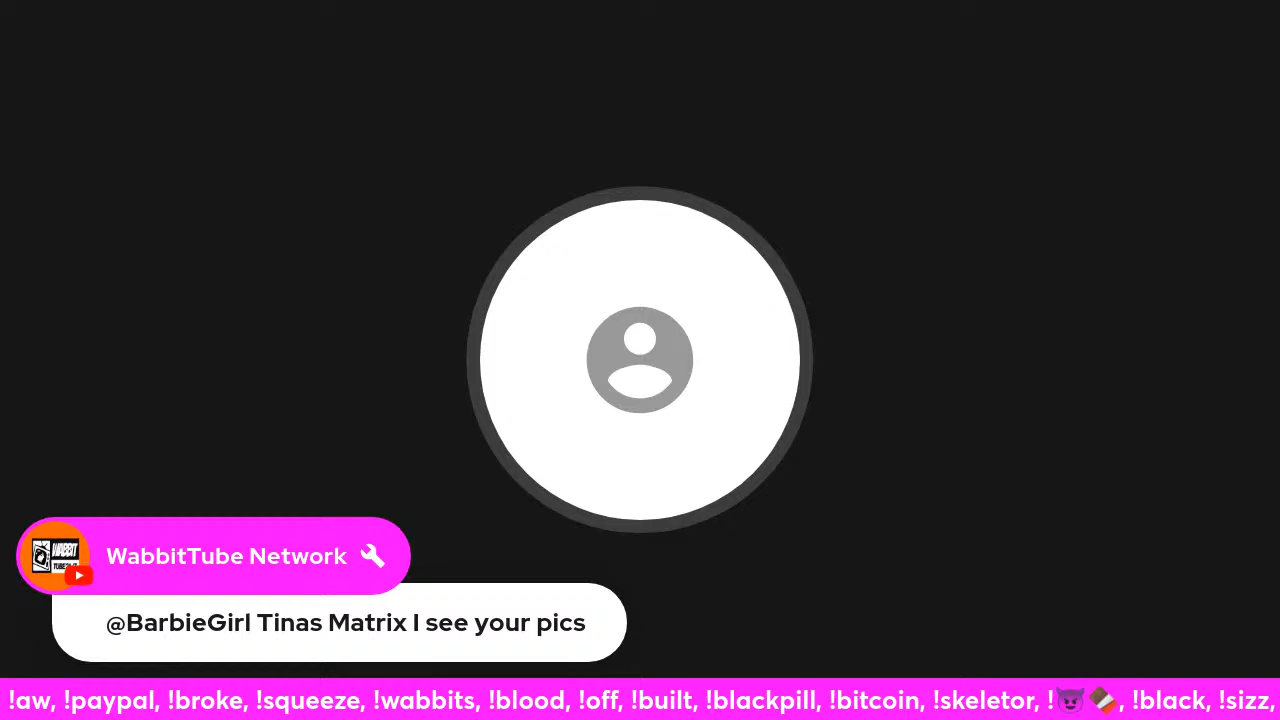 WABBIT
WabbitTube Network
@BarbieGirl Tinas Matrix I see your pics
!aw, !paypal, !broke, !squeeze, !wabbits, !blood, !off, !built, !blackpill, !bitcoin, !skeletor, !😈🍫, !black, !sizz,